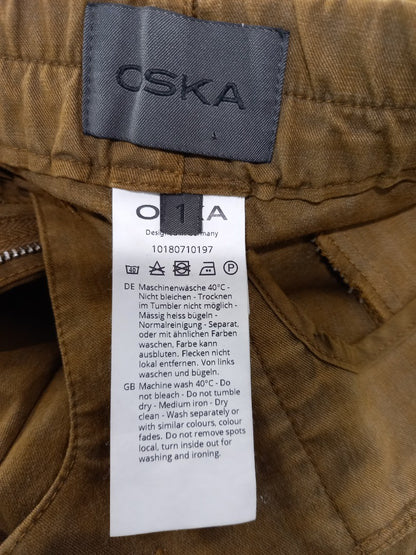 OSKA
OSKA
1
Designed in Germany
10180710197
40
P
DE Maschinenwäsche 40°C -
Nicht bleichen - Trocknen
im Tumbler nicht möglich -
Mässig heiss bügeln -
Normalreinigung - Separat,
oder mit ähnlichen Farben
waschen, Farbe kann
ausbluten. Flecken nicht
lokal entfernen. Von links
waschen und bügeln.
GB Machine wash 40°C - Do
not bleach - Do not tumble
dry - Medium iron - Dry
clean - Wash separately or
with similar colours, colour
fades. Do not remove spots
local, turn inside out for
washing and ironing.